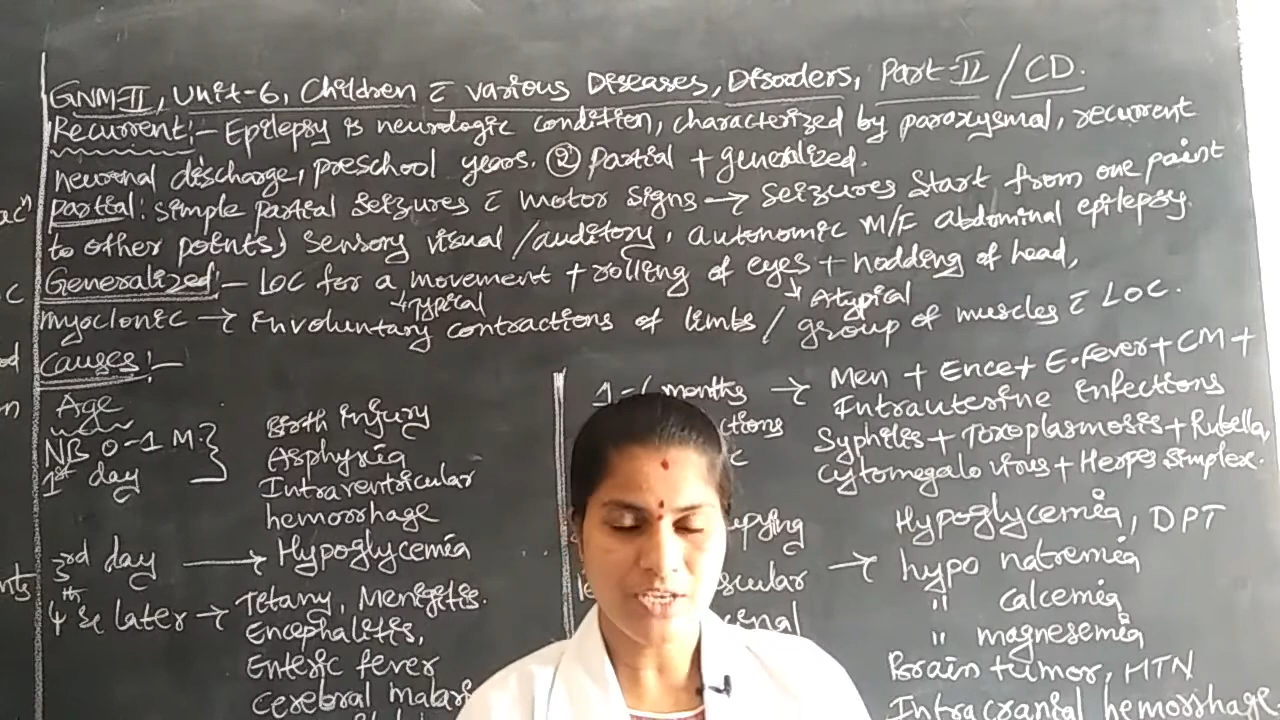 GNM-II, Unit-6, Children c̄ various Diseases, Disorders, Part-II / CD.
Recurrent:- Epilepsy is neurologic condition, characterized by paroxysmal, recurrent
neuronal discharge, preschool years. ② partial + generalized.
Partial: simple partial seizures c̄ motor signs → seizures start from one point
to other points) sensory visual/auditory, autonomic M/F abdominal epilepsy.
Generalized:- LOC for a movement + rolling of eyes + nodding of head,
↳typical ↳ Atypical
myoclonic → involuntary contractions of limbs / group of muscles c̄ LOC.
causes:-
Age
NB 0-1 M.
1st day
Birth injury
Asphyxia
Intraventricular
hemorrhage
3rd day → Hypoglycemia
4th & later → Tetany, Menigitis.
Encephalitis,
Enteric fever
cerebral malari
months → Men + Ence + E.fever + CM +
Intrauterine Infections
ctions
Syphilis + Toxoplasmosis + Rubella,
cytomegalo virus + Herpes simplex.
c
epying
scular
→
Hypoglycemia, DPT
hypo natremia
" calcemia
" magnesemia
Brain tumor, HTN
Intracranial hemorrhage